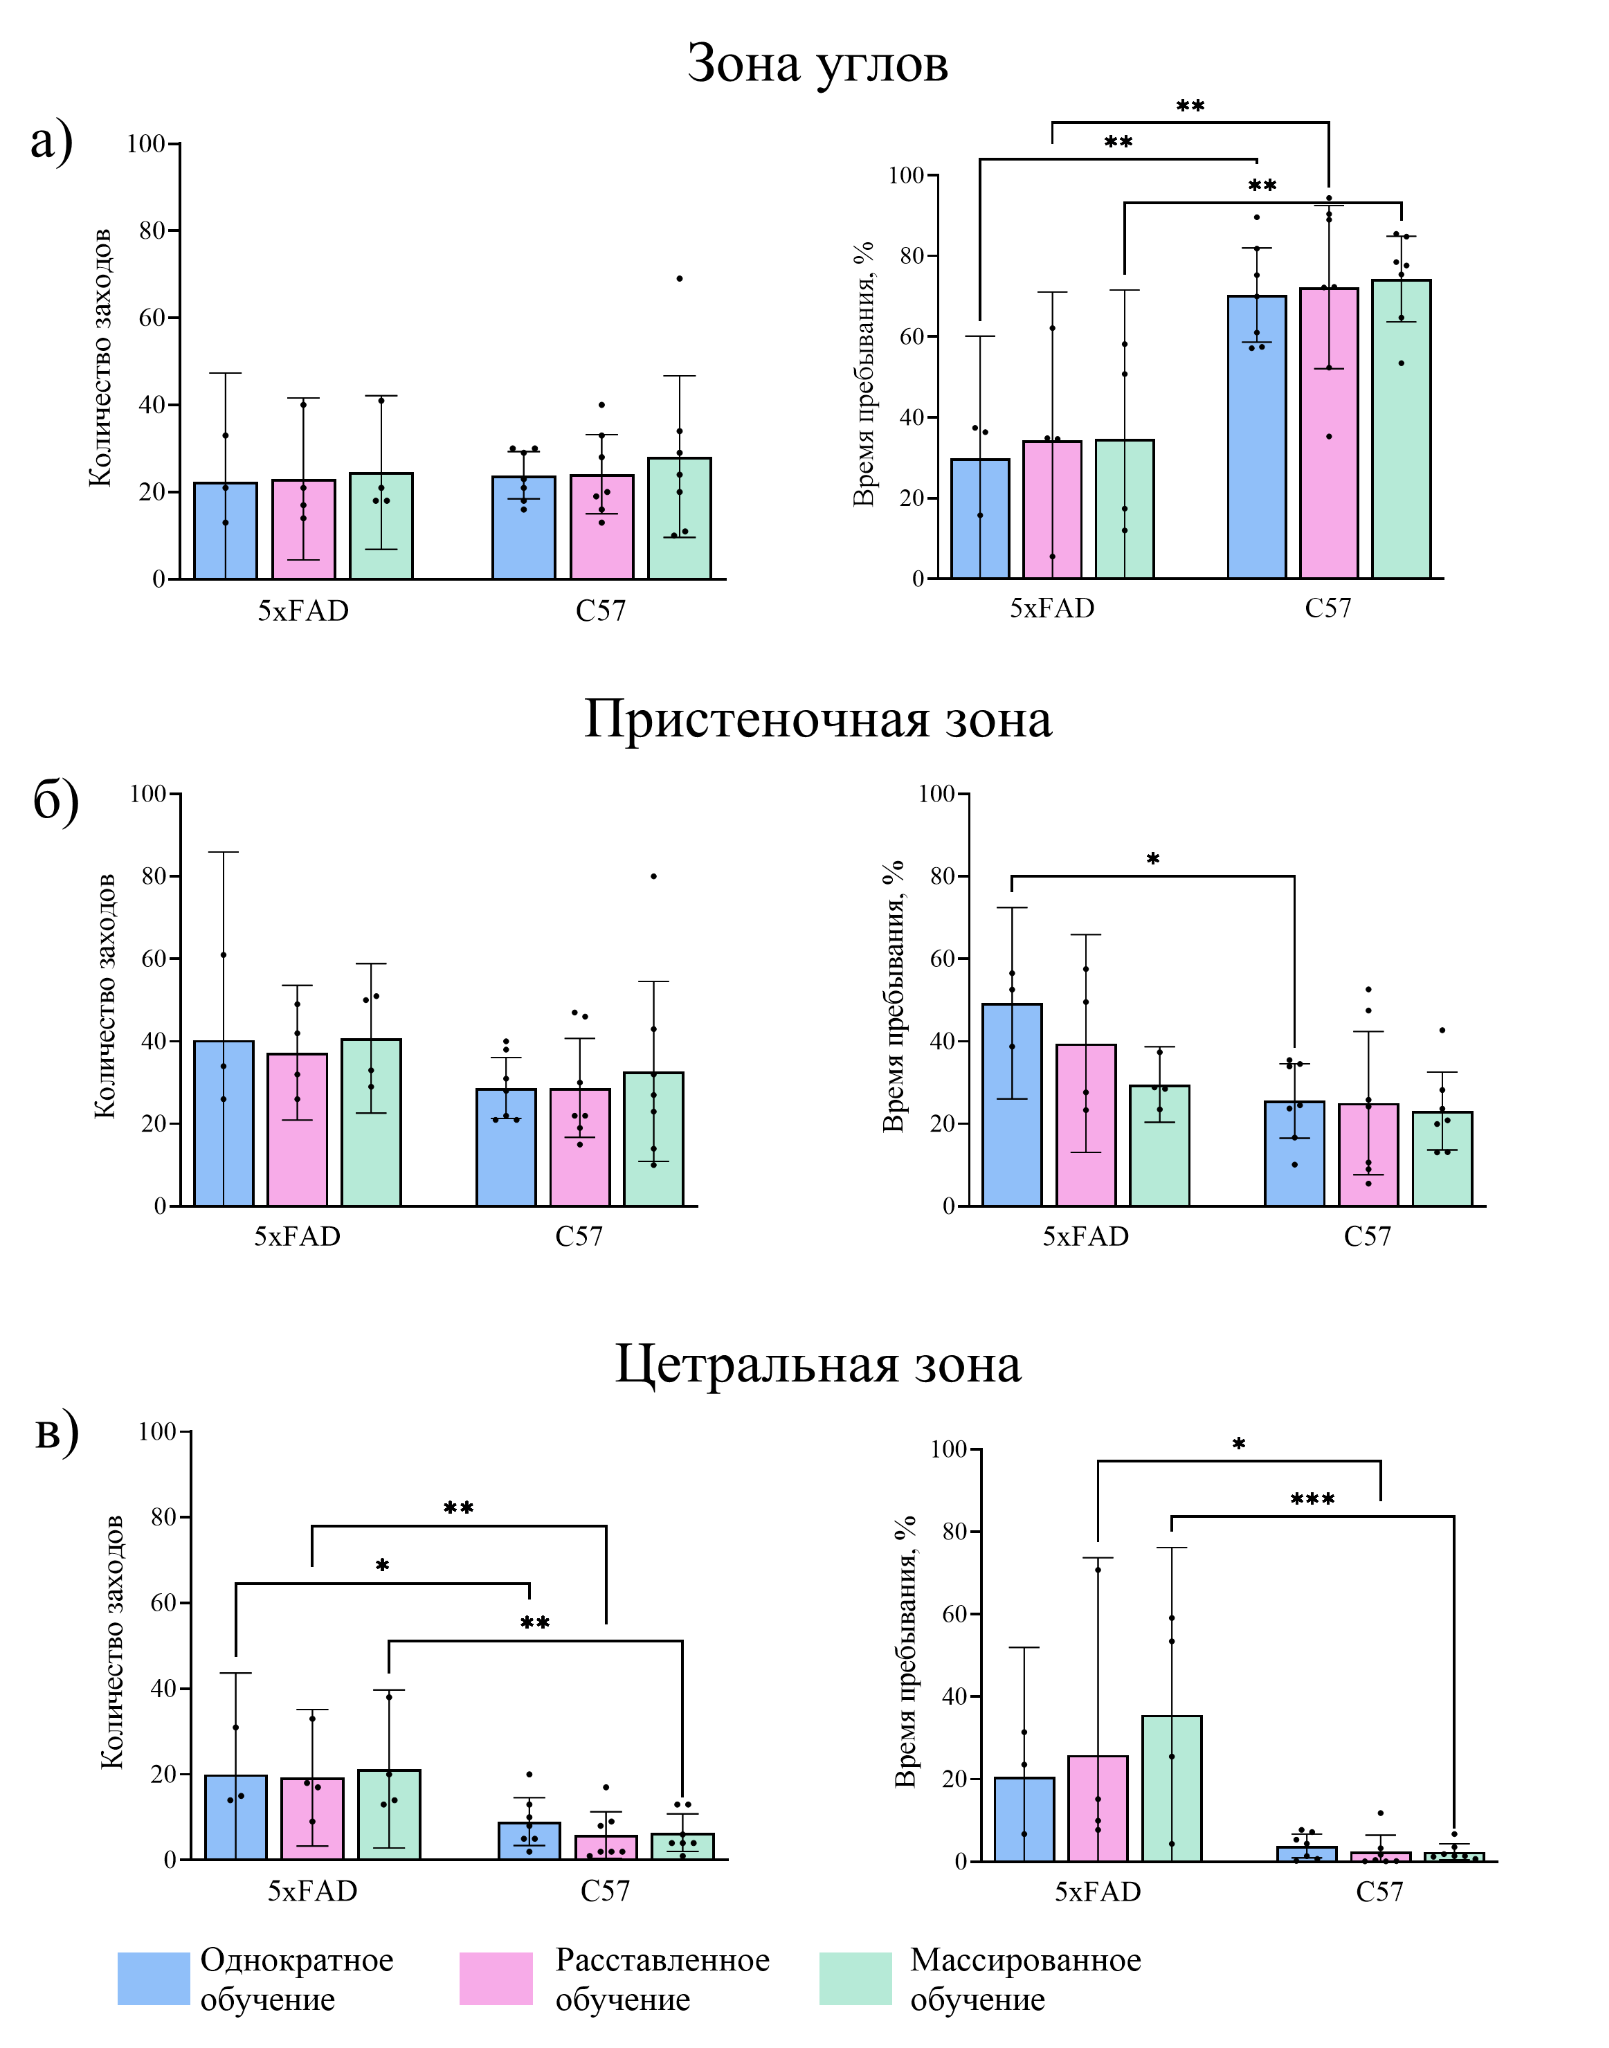 Зона углов
а)
Количество заходов
100
80
60
40
20
0
5xFAD
C57
Время пребывания, %
100
80
60
40
20
0
**
**
**
5xFAD
C57
Пристеночная зона
б)
Количество заходов
100
80
60
40
20
0
5xFAD
C57
Время пребывания, %
100
80
60
40
20
0
*
5xFAD
C57
Цетральная зона
в)
Количество заходов
100
80
60
40
20
0
**
*
**
5xFAD
C57
Время пребывания, %
100
80
60
40
20
0
*
***
5xFAD
C57
Однократное
обучение
Расставленное
обучение
Массированное
обучение